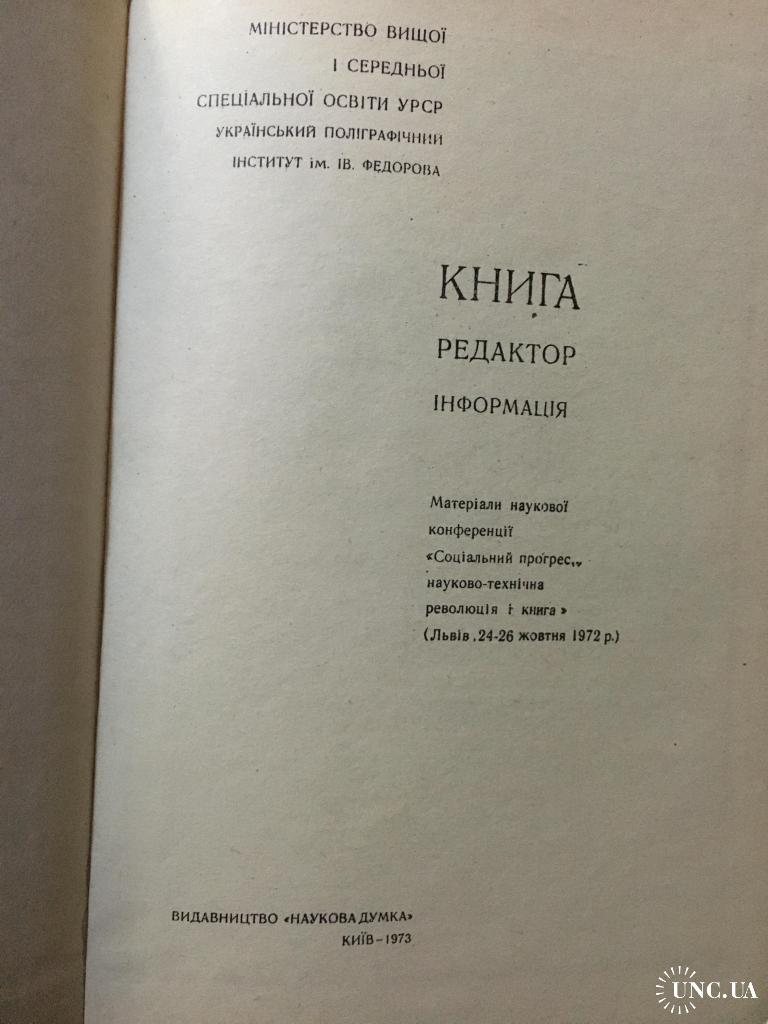 МІНІСТЕРСТВО ВИЩОЇ
І СЕРЕДНЬОЇ
СПЕЦІАЛЬНОЇ ОСВІТИ УРСР
УКРАЇНСЬКИЙ ПОЛІГРАФІЧНИЙ
ІНСТИТУТ ім. ІВ. ФЕДОРОВА
КНИГА
РЕДАКТОР
ІНФОРМАЦІЯ
Матеріали наукової
конференції
«Соціальний прогрес,
науково-технічна
революція і книга»
(Львів, 24-26 жовтня 1972 р.)
ВИДАВНИЦТВО «НАУКОВА ДУМКА»
КИЇВ–1973
UNC.UA